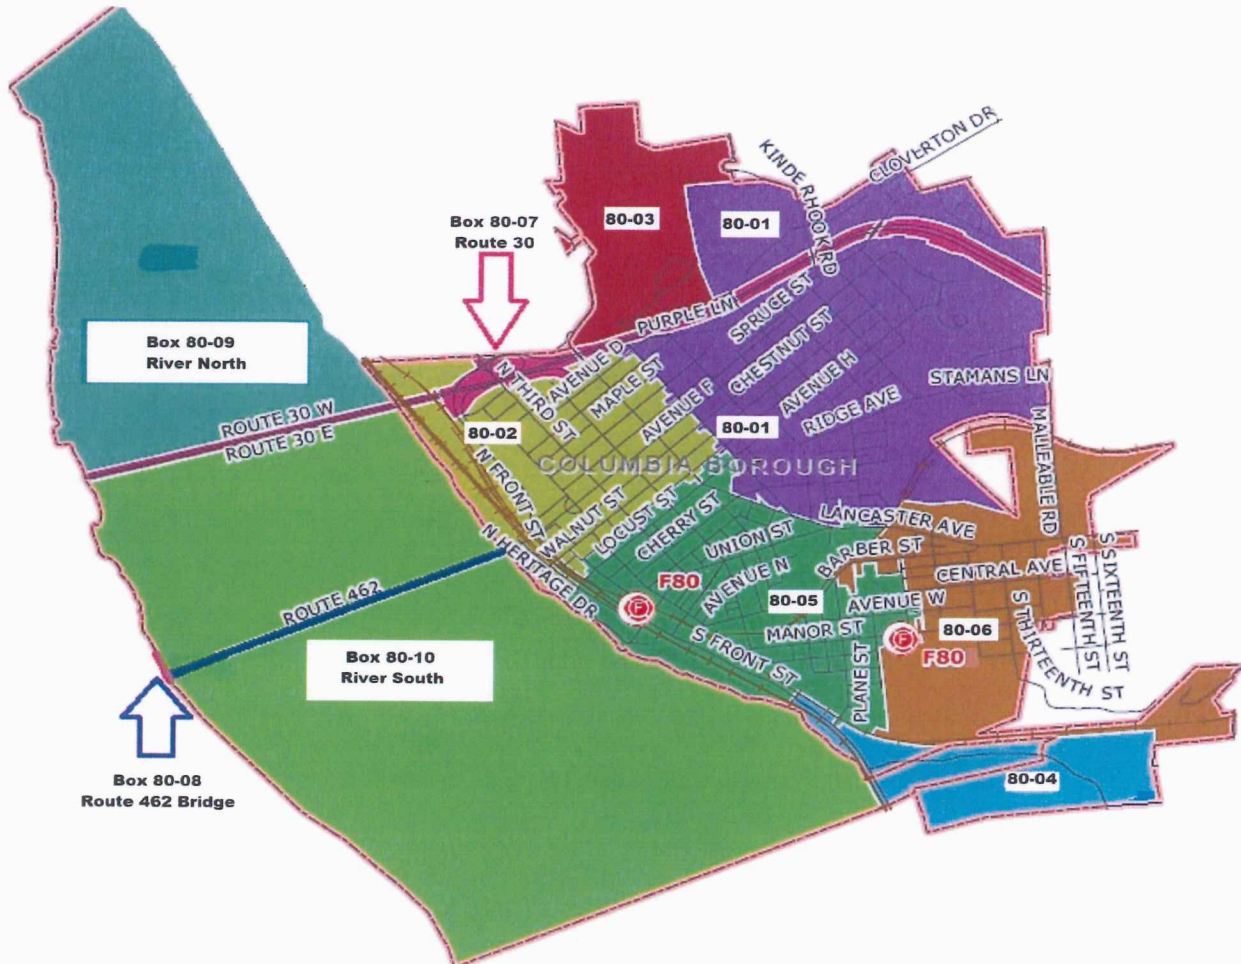 CLOVERTON DR
KINDERHOOK RD
80-03
80-01
Box 80-07
Route 30
PURPLE LN
SPRUCE ST
CHESTNUT ST
AVENUE H
RIDGE AVE
STAMANS LN
MALLEABLE RD
Box 80-09
River North
AVENUE D
N THIRD ST
MAPLE ST
AVENUE F
80-01
80-02
ROUTE 30 W
ROUTE 30 E
COLUMBIA BOROUGH
N FRONT ST
WALNUT ST
LOCUST ST
CHERRY ST
UNION ST
LANCASTER AVE
BARBER ST
N HERITAGE DR
CENTRAL AVE
S FIFTEENTH ST
S SIXTEENTH ST
ROUTE 462
F80
F
AVENUE N
80-05
AVENUE W
MANOR ST
S FRONT ST
PLANE ST
F
F80
80-06
S THIRTEENTH ST
Box 80-10
River South
Box 80-08
Route 462 Bridge
80-04